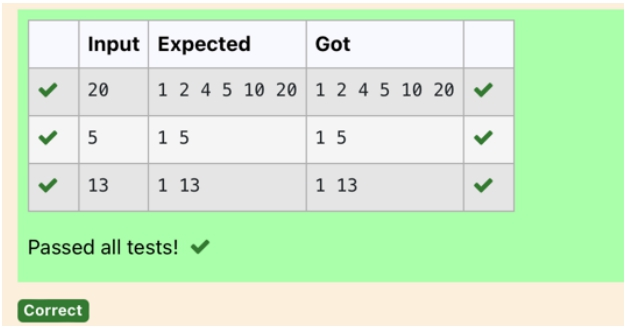 Input Expected Got
20 1 2 4 5 10 20 1 2 4 5 10 20
5 1 5 1 5
13 1 13 1 13
Passed all tests!
Correct